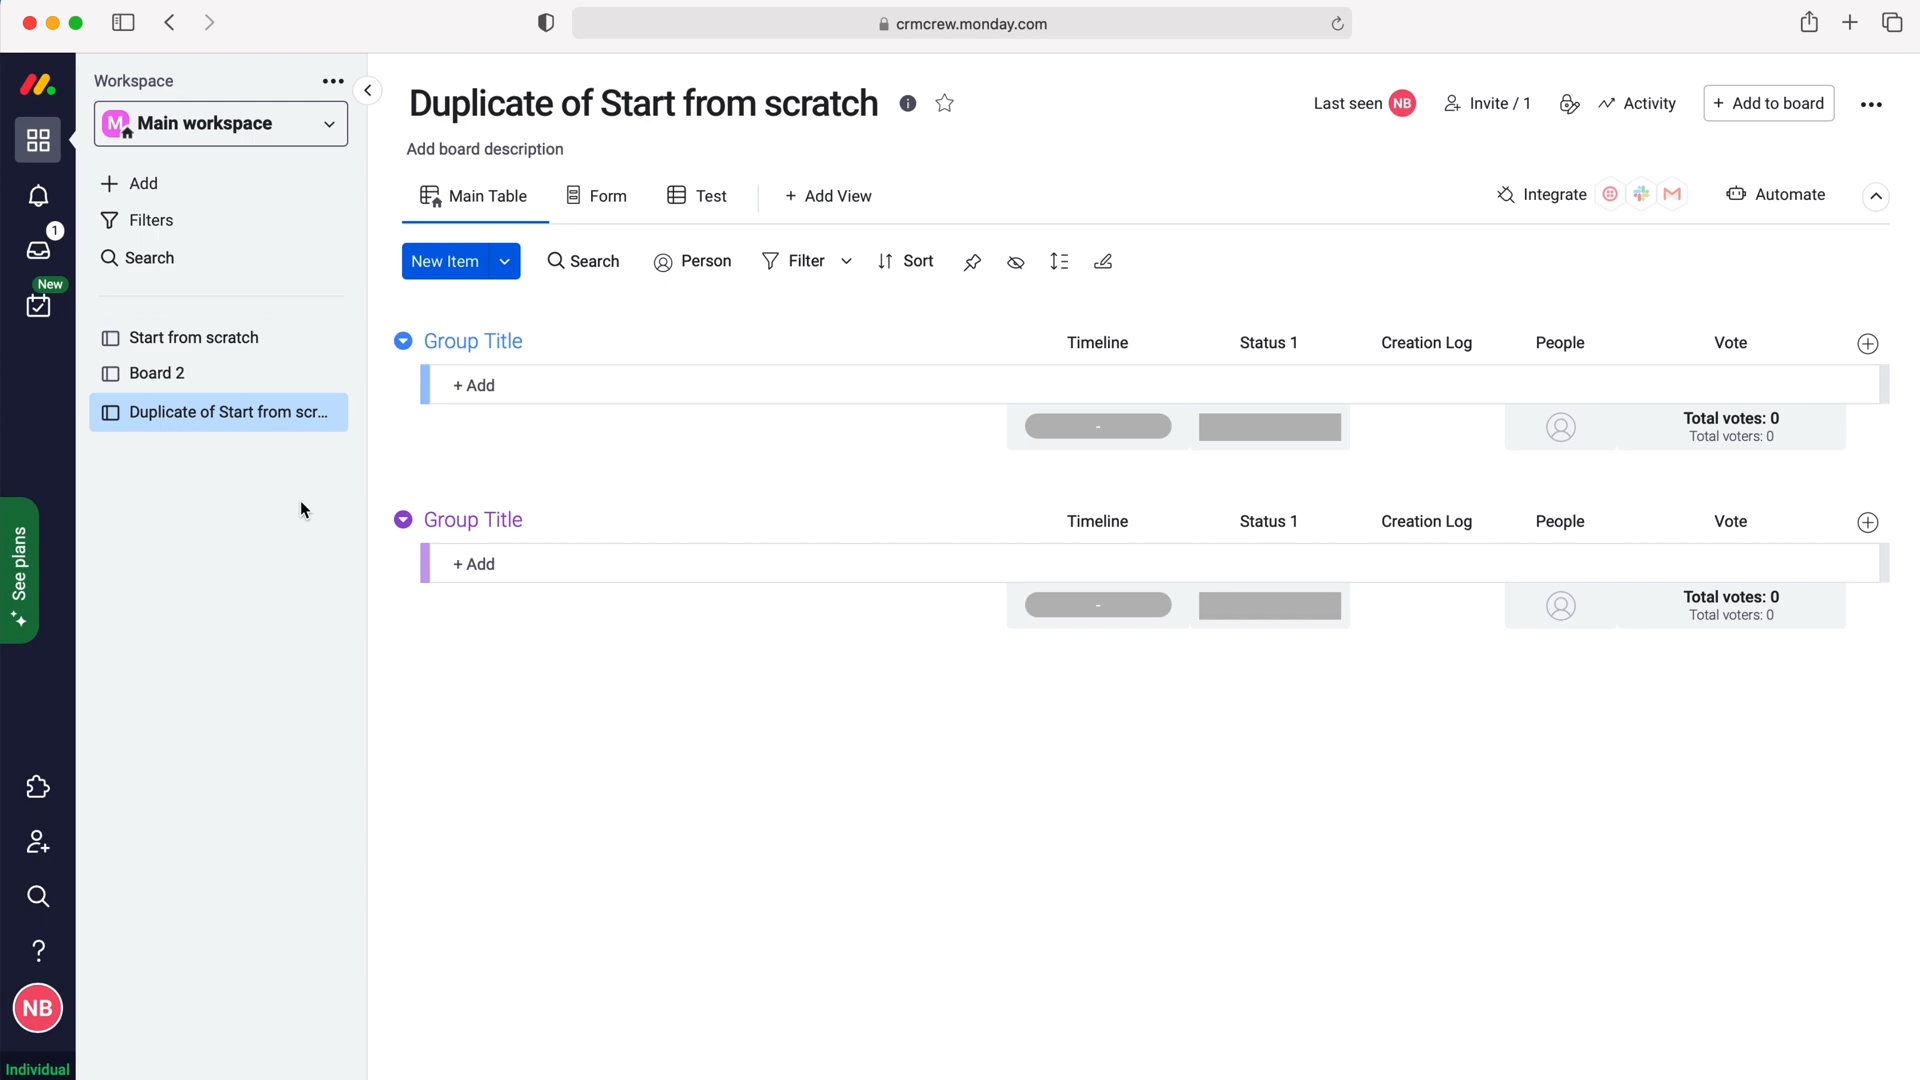 crmcrew.monday.com
Workspace
M Main workspace
Add
Filters
Search
1
New
Start from scratch
Board 2
Duplicate of Start from scr...
See plans
?
NB
Individual
Duplicate of Start from scratch
Last seen NB
Invite / 1
Activity
+ Add to board
Add board description
Main Table
Form
Test
+ Add View
Integrate
Automate
New Item
Search
Person
Filter
Sort
Group Title
Timeline
Status 1
Creation Log
People
Vote
+ Add
-
Total votes: 0
Total voters: 0
Group Title
Timeline
Status 1
Creation Log
People
Vote
+ Add
-
Total votes: 0
Total voters: 0